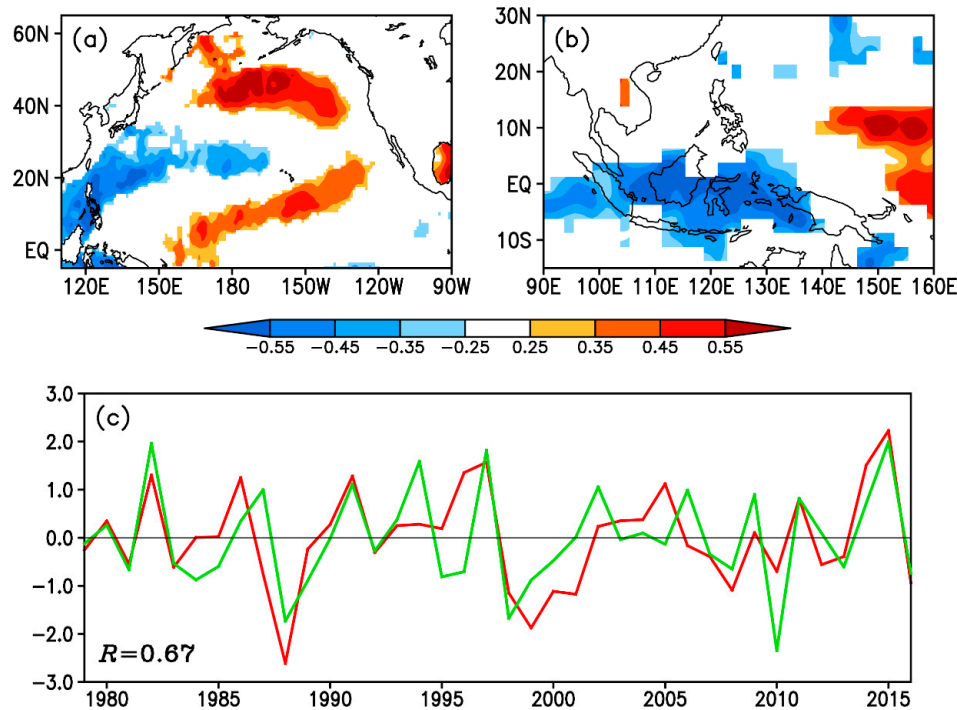 (a)
60N
40N
20N
EQ
120E 150E 180 150W 120W 90W
(b)
30N
20N
10N
EQ
10S
90E 100E 110E 120E 130E 140E 150E 160E
−0.55 −0.45 −0.35 −0.25 0.25 0.35 0.45 0.55
(c)
3.0
2.0
1.0
0.0
−1.0
−2.0
−3.0
R=0.67
1980 1985 1990 1995 2000 2005 2010 2015